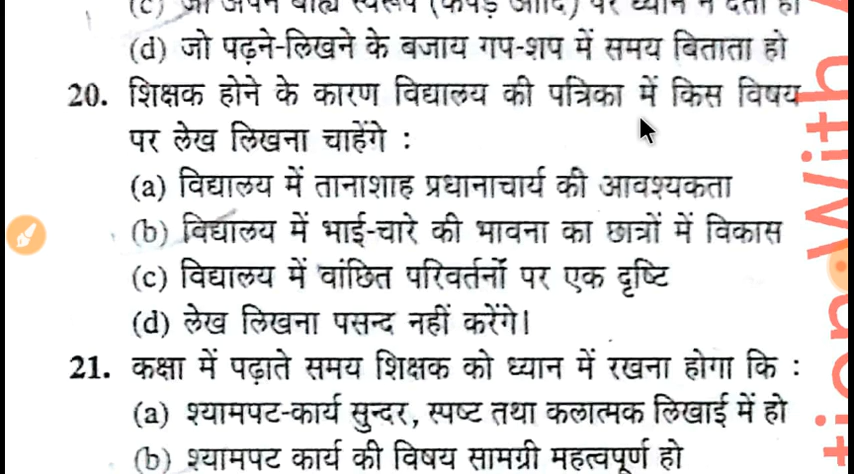 (d) जो पढ़ने-लिखने के बजाय गप-शप में समय बिताता हो
20. शिक्षक होने के कारण विद्यालय की पत्रिका में किस विषय
पर लेख लिखना चाहेंगे :
(a) विद्यालय में तानाशाह प्रधानाचार्य की आवश्यकता
(b) विद्यालय में भाई-चारे की भावना का छात्रों में विकास
(c) विद्यालय में वांछित परिवर्तनों पर एक दृष्टि
(d) लेख लिखना पसन्द नहीं करेंगे।
21. कक्षा में पढ़ाते समय शिक्षक को ध्यान में रखना होगा कि :
(a) श्यामपट-कार्य सुन्दर, स्पष्ट तथा कलात्मक लिखाई में हो
(b) श्यामपट कार्य की विषय सामग्री महत्वपूर्ण हो
With